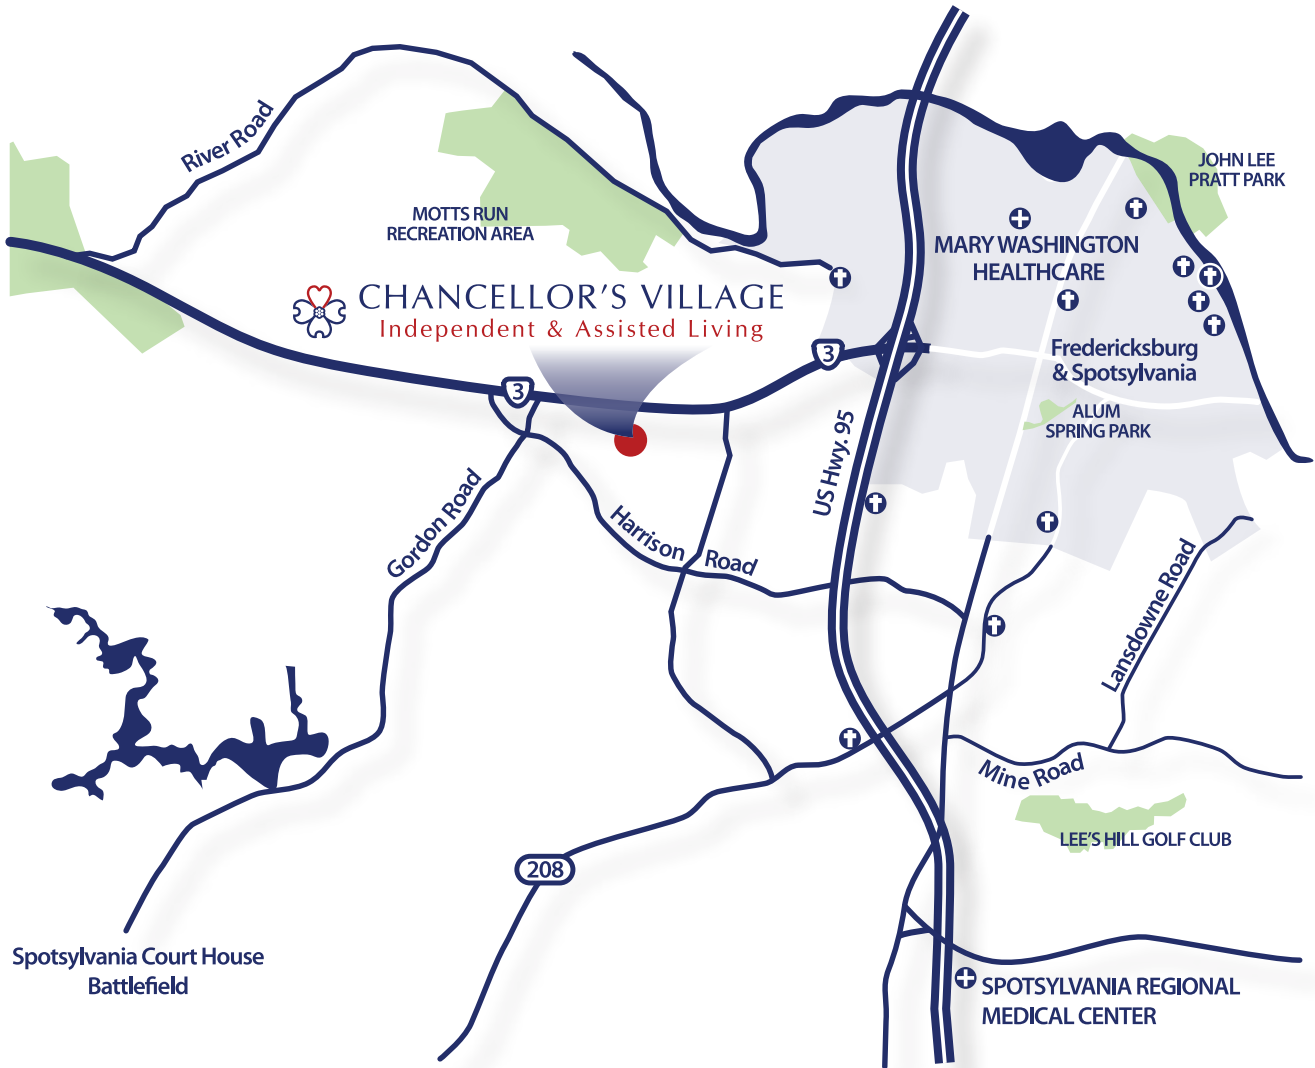 River Road
JOHN LEE
PRATT PARK
MOTTS RUN
RECREATION AREA
MARY WASHINGTON
HEALTHCARE
CHANCELLOR'S VILLAGE
Independent & Assisted Living
3
3
Fredericksburg
& Spotsylvania
ALUM
SPRING PARK
US Hwy. 95
Gordon Road
Harrison Road
Lansdowne Road
Mine Road
LEE'S HILL GOLF CLUB
208
Spotsylvania Court House
Battlefield
SPOTSYLVANIA REGIONAL
MEDICAL CENTER